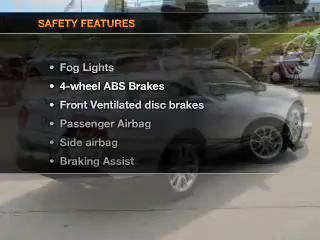 SAFETY FEATURES
• Fog Lights
• 4-wheel ABS Brakes
• Front Ventilated disc brakes
• Passenger Airbag
• Side airbag
• Braking Assist